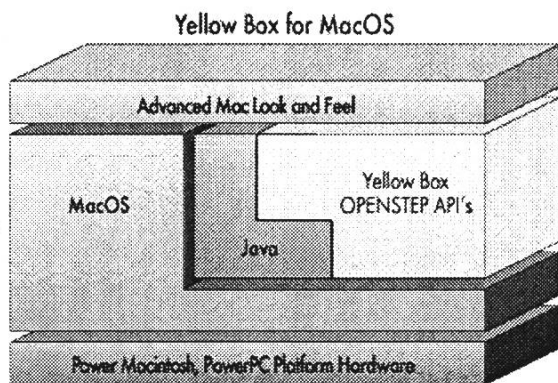 Yellow Box for MacOS
Advanced Mac Look and Feel
MacOS
Yellow Box
OPENSTEP API's
Java
Power Macintosh, PowerPC Platform Hardware